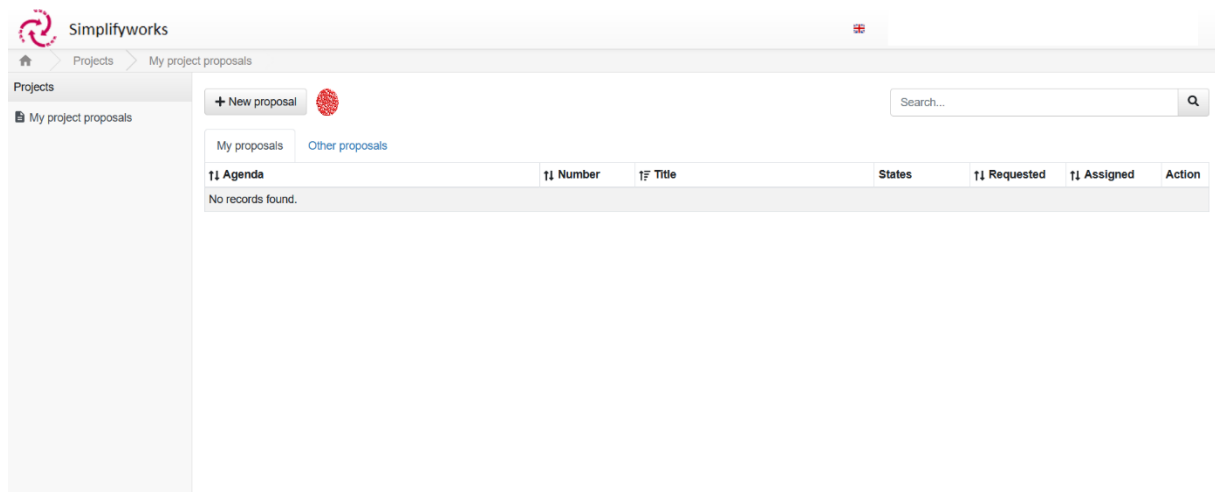 Simplifyworks
Projects My project proposals
Projects
My project proposals
+ New proposal
Search...
My proposals Other proposals
Agenda Number Title States Requested Assigned Action
No records found.